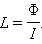 L = Φ / I.